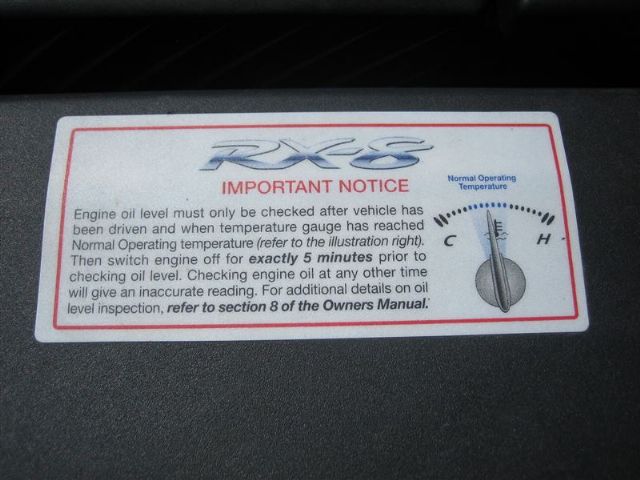 RX-8
IMPORTANT NOTICE
Engine oil level must only be checked after vehicle has
been driven and when temperature gauge has reached
Normal Operating temperature (refer to the illustration right).
Then switch engine off for exactly 5 minutes prior to
checking oil level. Checking engine oil at any other time
will give an inaccurate reading. For additional details on oil
level inspection, refer to section 8 of the Owners Manual.
Normal Operating
Temperature
C H